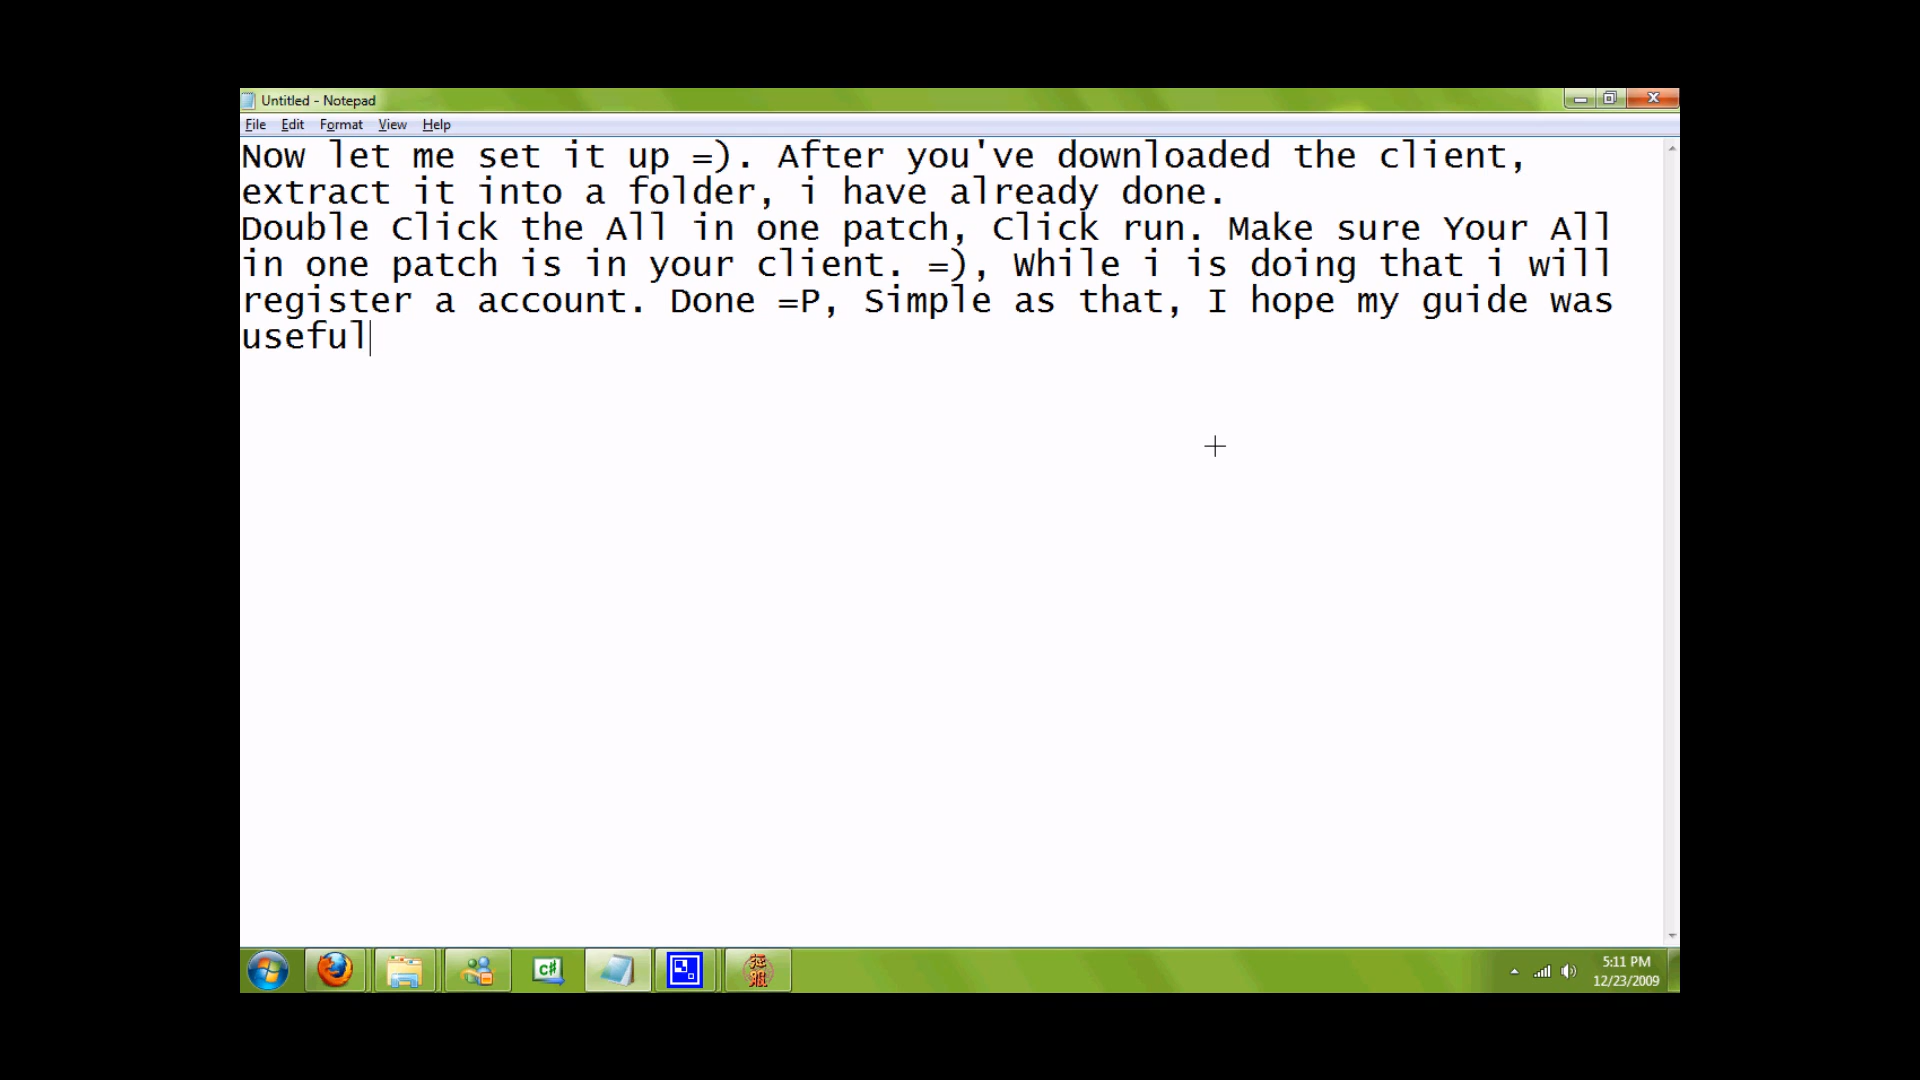 Untitled - Notepad
File Edit Format View Help
Now let me set it up =). After you've downloaded the client,
extract it into a folder, i have already done.
Double Click the All in one patch, Click run. Make sure Your All
in one patch is in your client. =), While i is doing that i will
register a account. Done =P, Simple as that, I hope my guide was
useful
C#
5:11 PM
12/23/2009